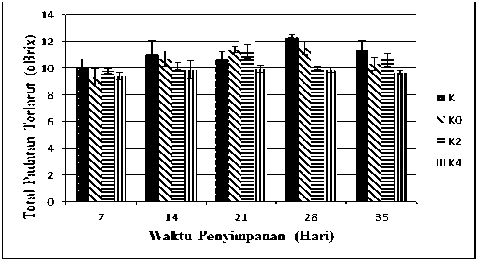 14
12
10
8
6
4
2
0
Total Padatan Terlarut (oBrix)
7 14 21 28 35
Waktu Penyimpanan (Hari)
K
K0
K2
K4